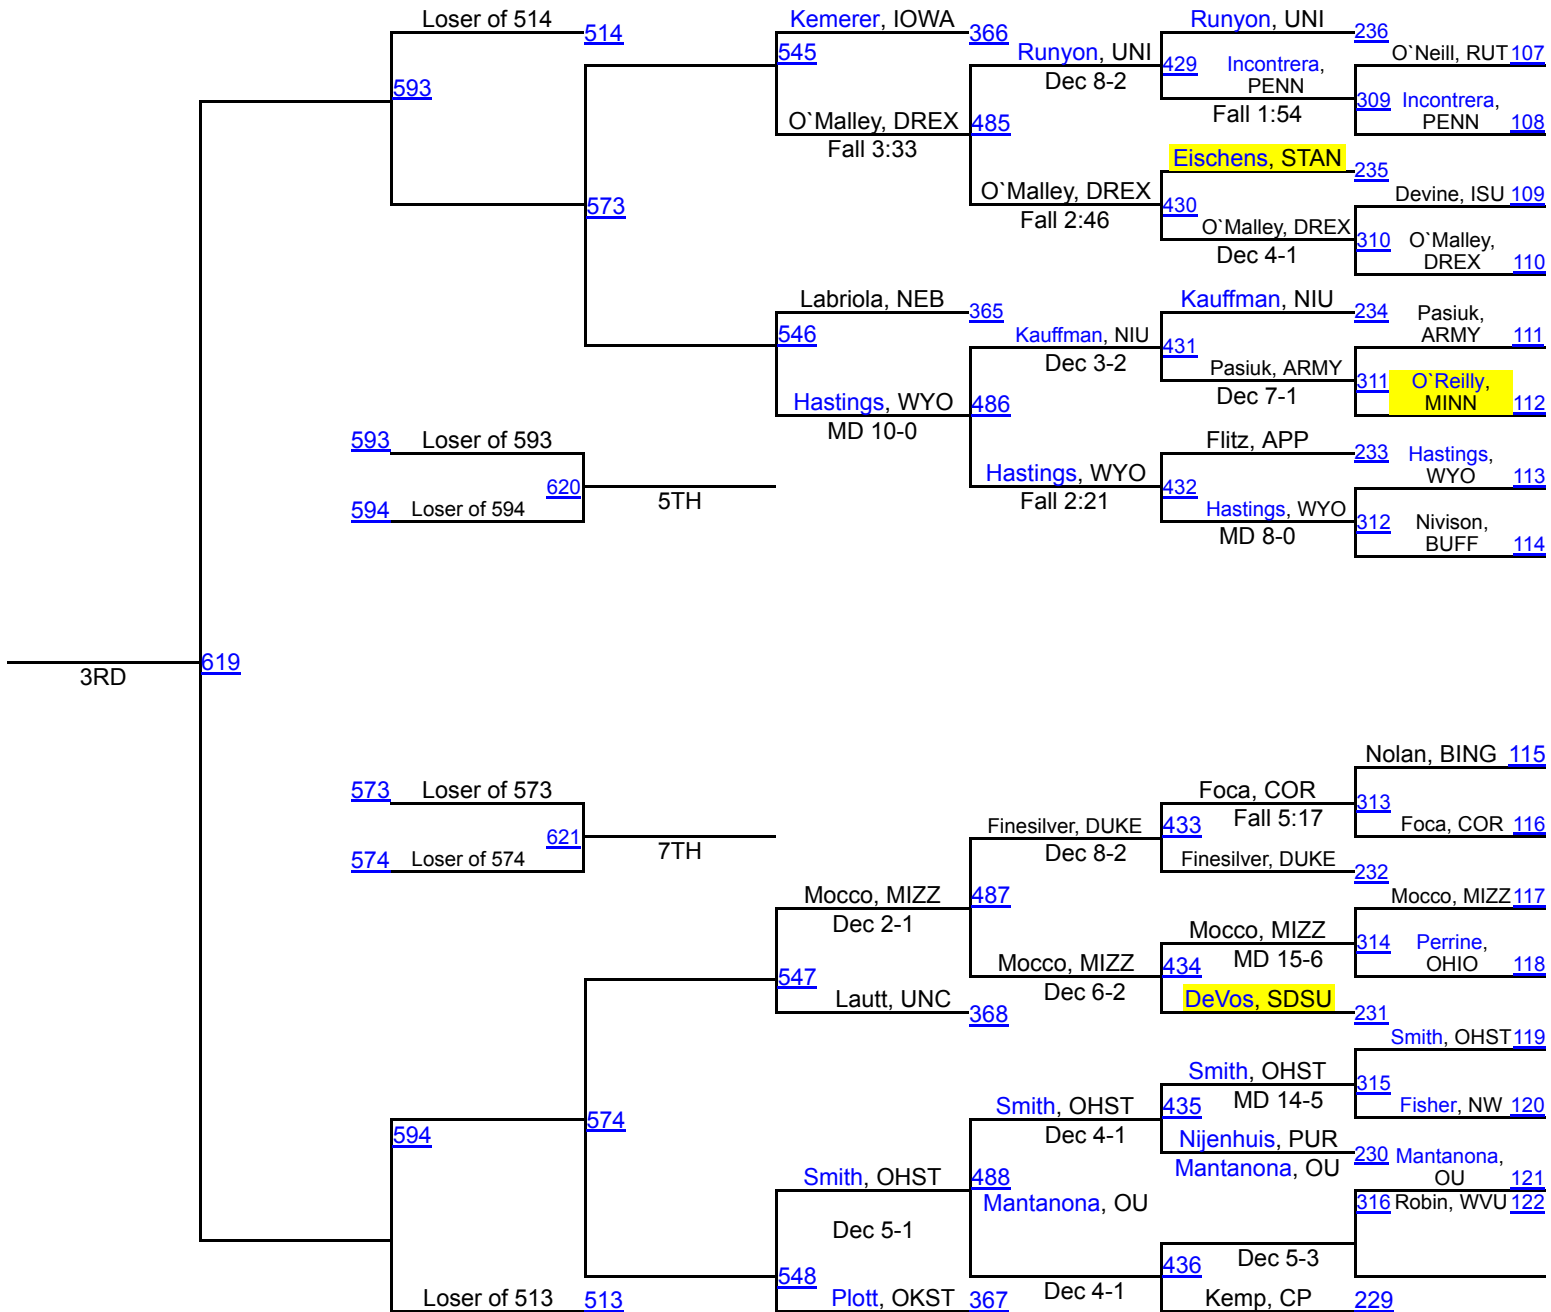 Loser of 514 514
593
573
593 Loser of 593
620
5TH
594 Loser of 594
Kemerer, IOWA 366
545
O`Malley, DREX 485
Fall 3:33
Labriola, NEB 365
546
Hastings, WYO 486
MD 10-0
Runyon, UNI
Dec 8-2
O`Malley, DREX
Fall 2:46
Kauffman, NIU
Dec 3-2
Hastings, WYO
Fall 2:21
Runyon, UNI 236
429 Incontrera,
PENN
Fall 1:54
Eischens, STAN 235
430
O`Malley, DREX
Dec 4-1
Kauffman, NIU 234
431
Pasiuk, ARMY
Dec 7-1
Flitz, APP 233
432
Hastings, WYO
MD 8-0
O`Neill, RUT 107
309 Incontrera,
PENN 108
Devine, ISU 109
310 O`Malley,
DREX 110
Pasiuk,
ARMY 111
311 O`Reilly,
MINN 112
Hastings,
WYO 113
312 Nivison,
BUFF 114
3RD
619
573 Loser of 573
621
7TH
574 Loser of 574
574
594
Loser of 513 513
Mocco, MIZZ 487
Dec 2-1
547
Lautt, UNC 368
Smith, OHST 488
Dec 5-1
548
Plott, OKST 367
Finesilver, DUKE
Dec 8-2
Mocco, MIZZ
Dec 6-2
Smith, OHST
Dec 4-1
Mantanona, OU
Dec 4-1
Foca, COR
433 Fall 5:17
Finesilver, DUKE 232
Mocco, MIZZ
434 MD 15-6
DeVos, SDSU 231
Smith, OHST
435 MD 14-5
Nijenhuis, PUR 230
Mantanona, OU
436 Dec 5-3
Kemp, CP 229
Nolan, BING 115
313
Foca, COR 116
Mocco, MIZZ 117
314 Perrine,
OHIO 118
Smith, OHST 119
315
Fisher, NW 120
Mantanona,
OU 121
316 Robin, WVU 122